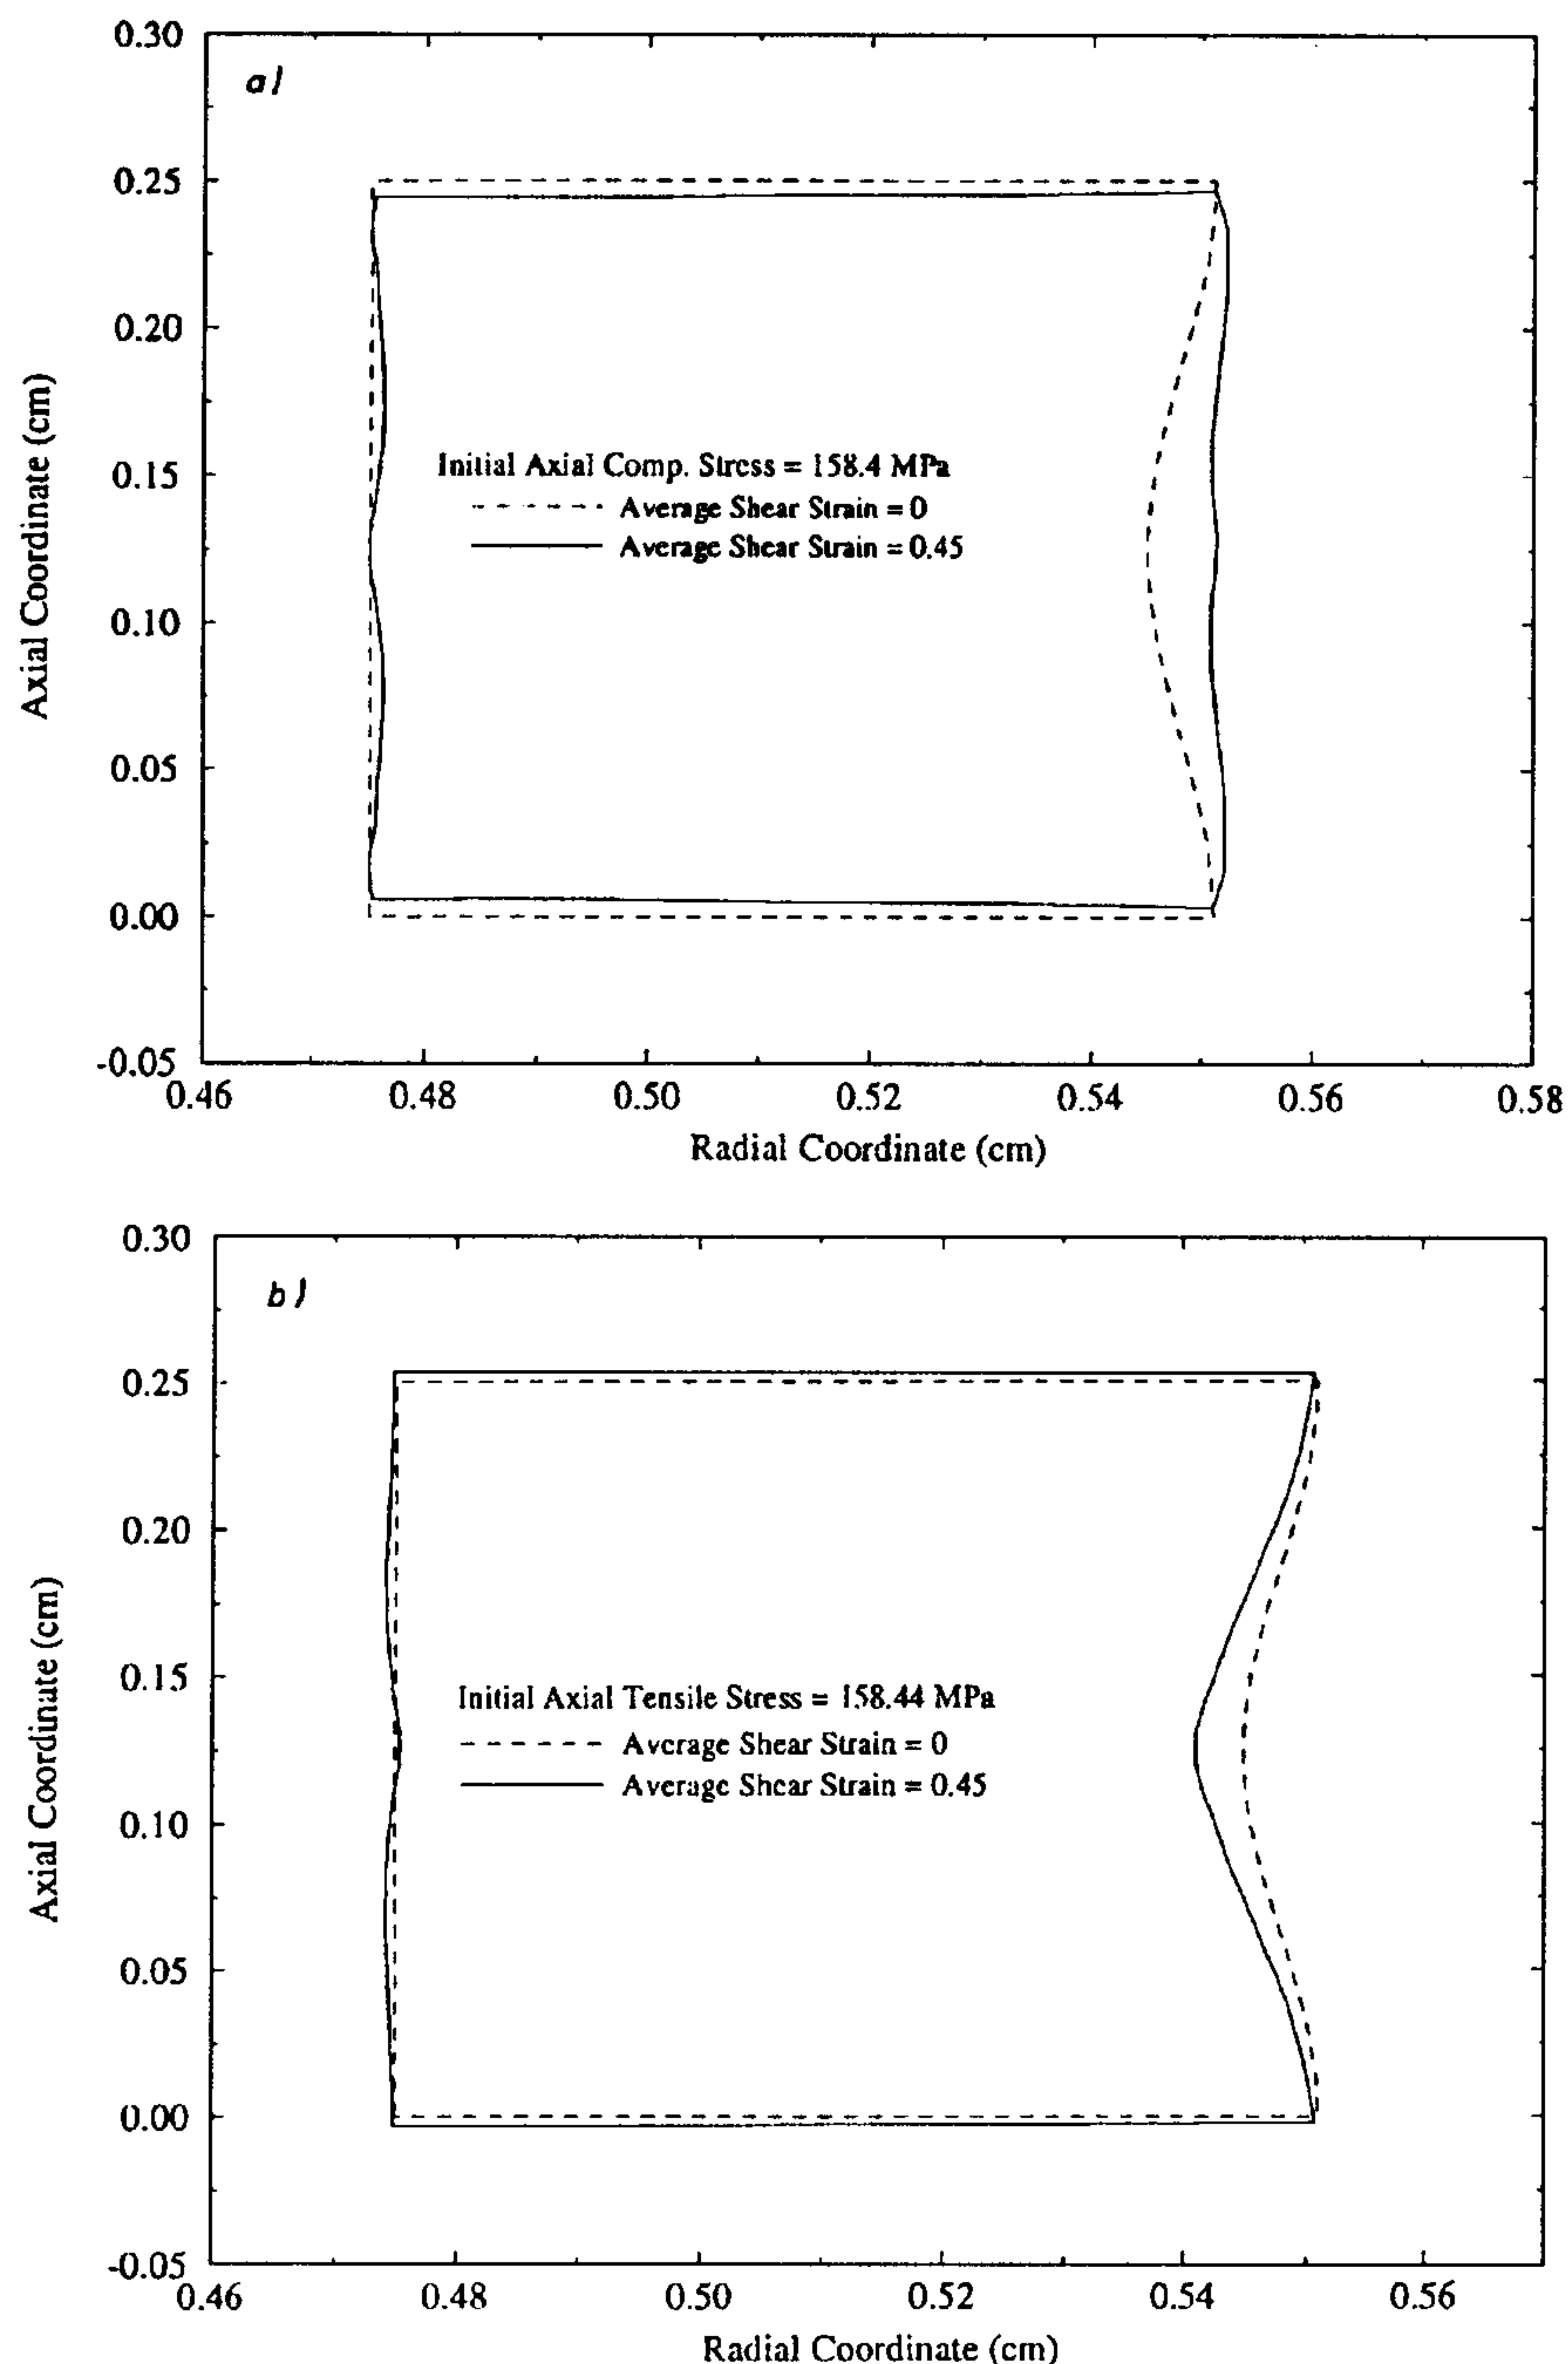 0.30
a)
0.25
0.20
0.15
0.10
0.05
0.00
-0.05
Axial Coordinate (cm)
Initial Axial Comp. Stress = 158.4 MPa
Average Shear Strain = 0
Average Shear Strain = 0.45
0.46 0.48 0.50 0.52 0.54 0.56 0.58
Radial Coordinate (cm)
0.30
b)
0.25
0.20
0.15
0.10
0.05
0.00
-0.05
Axial Coordinate (cm)
Initial Axial Tensile Stress = 158.44 MPa
Average Shear Strain = 0
Average Shear Strain = 0.45
0.46 0.48 0.50 0.52 0.54 0.56
Radial Coordinate (cm)